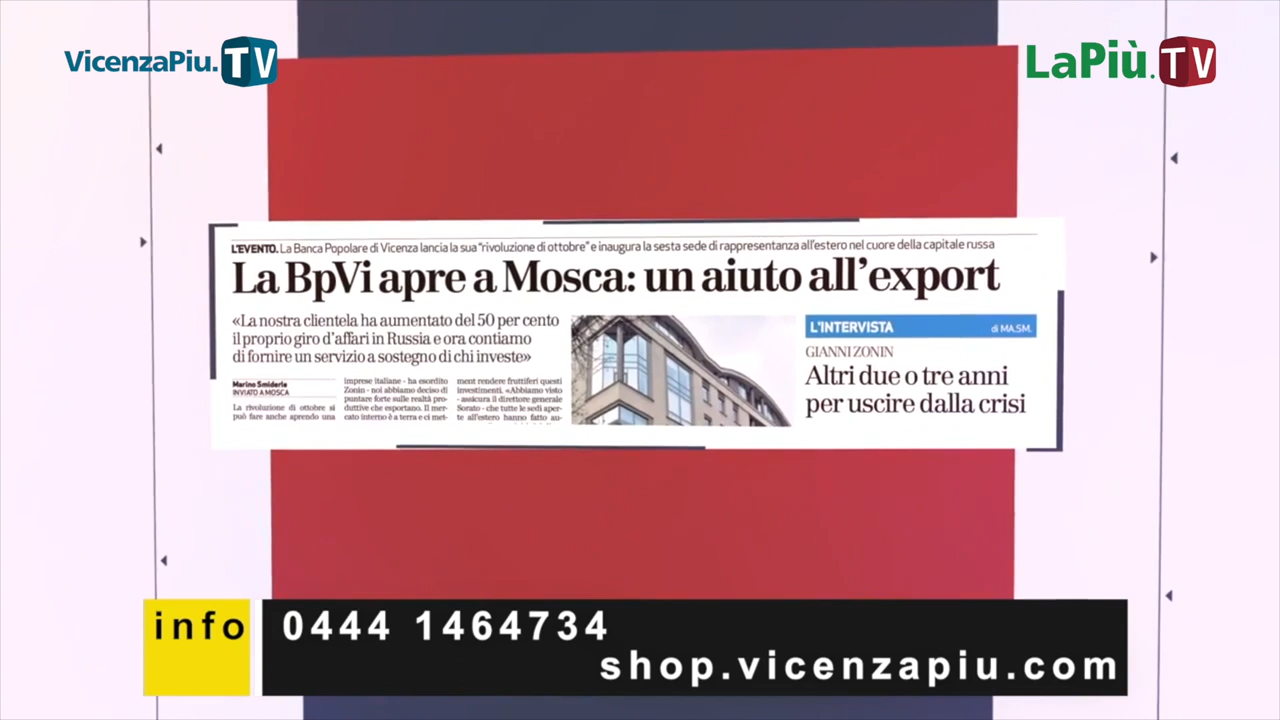 VicenzaPiu.TV
LaPiù.TV
L'EVENTO. La Banca Popolare di Vicenza lancia la sua "rivoluzione di ottobre" e inaugura la sesta sede di rappresentanza all'estero nel cuore della capitale russa
La BpVi apre a Mosca: un aiuto all'export
«La nostra clientela ha aumentato del 50 per cento
il proprio giro d'affari in Russia e ora contiamo
di fornire un servizio a sostegno di chi investe»
Marino Smiderle
INVIATO A MOSCA
La rivoluzione di ottobre si
può fare anche aprendo una
imprese italiane - ha esordito
Zonin - noi abbiamo deciso di
puntare forte sulle realtà pro-
duttive che esportano. Il mer-
cato interno è a terra e ci met-
ment rendere fruttiferi questi
investimenti. «Abbiamo visto
- assicura il direttore generale
Sorato - che tutte le sedi aper-
te all'estero hanno fatto au-
L'INTERVISTA
di MA.SM.
GIANNI ZONIN
Altri due o tre anni
per uscire dalla crisi
info
0444 1464734
shop.vicenzapiu.com